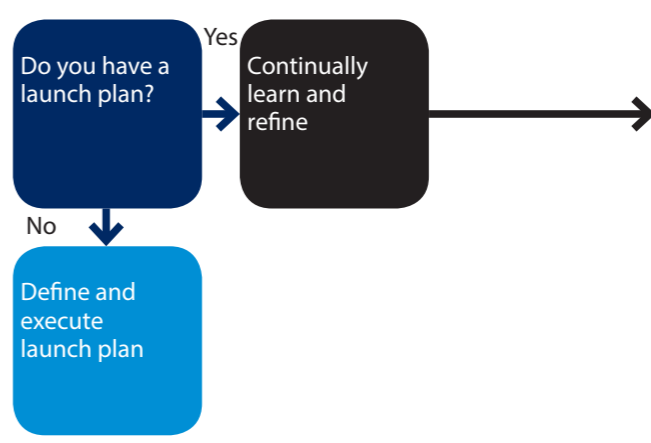 Do you have a
launch plan?
Yes
Continually
learn and
refine
No
Define and
execute
launch plan